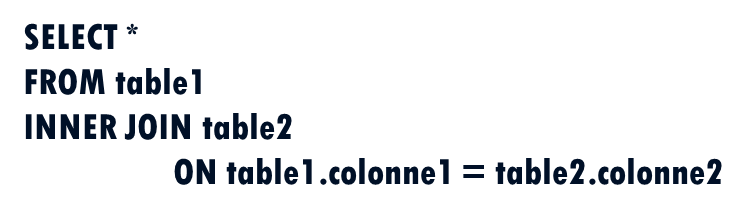 SELECT *
FROM table1
INNER JOIN table2
ON table1.colonne1 = table2.colonne2